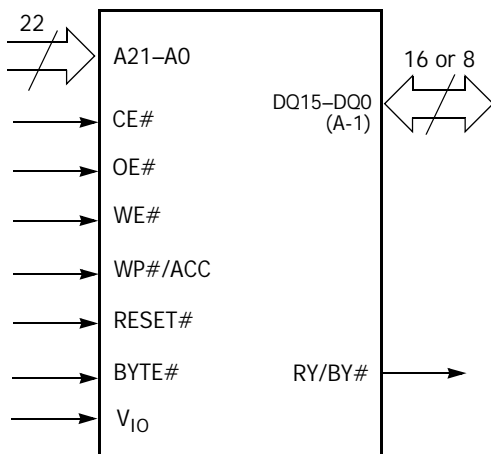 22
A21–A0
16 or 8
DQ15–DQ0
(A-1)
CE#
OE#
WE#
WP#/ACC
RESET#
BYTE#
RY/BY#
VIO